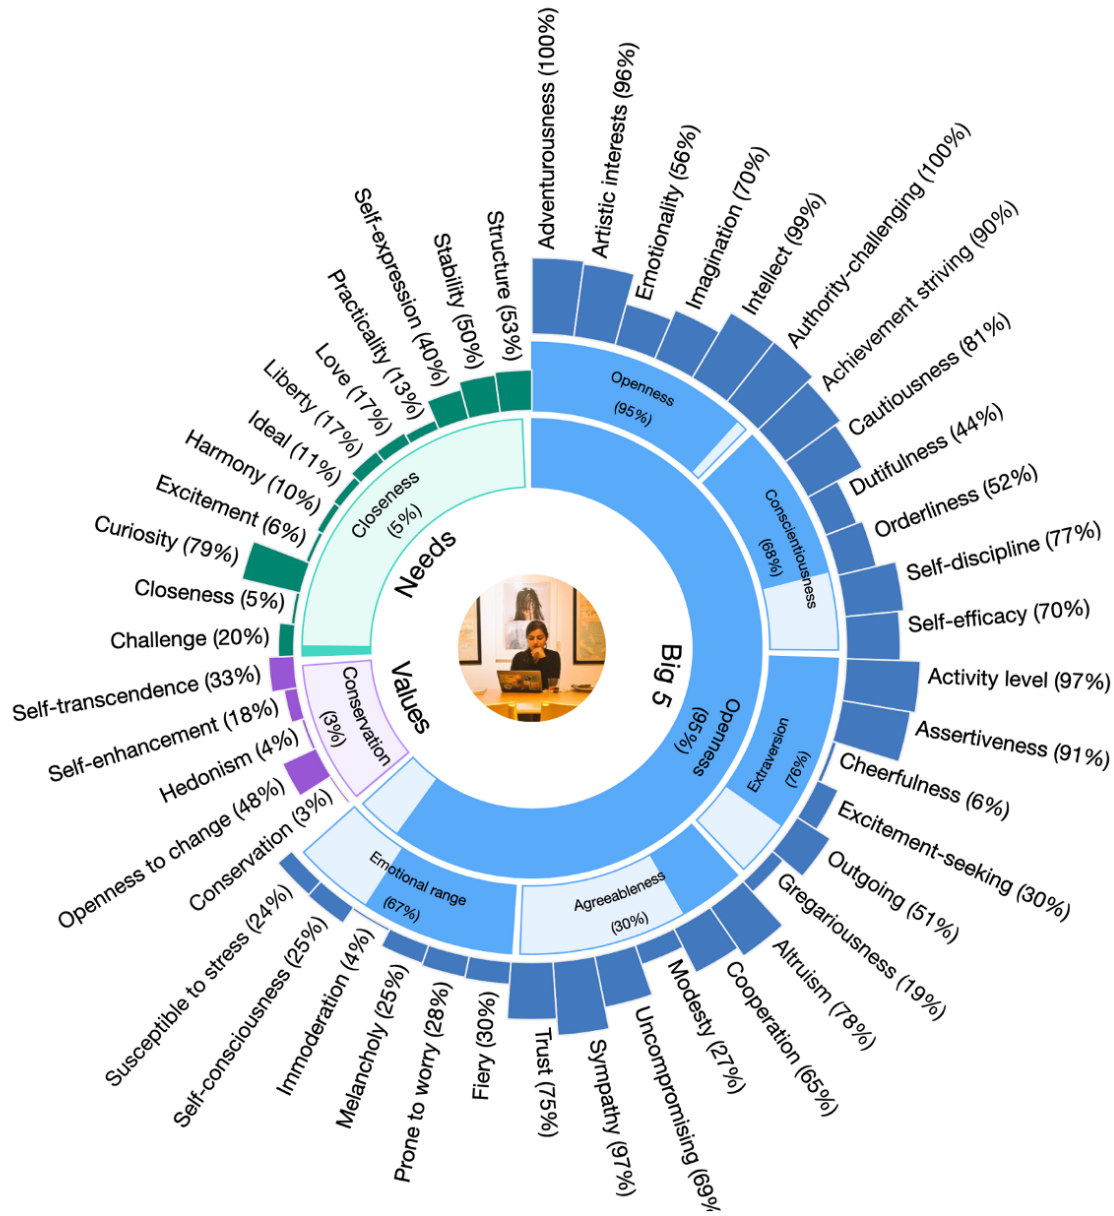 Adventurousness (100%)
Artistic interests (96%)
Emotionality (56%)
Imagination (70%)
Intellect (99%)
Authority-challenging (100%)
Achievement striving (90%)
Cautiousness (81%)
Dutifulness (44%)
Orderliness (52%)
Self-discipline (77%)
Self-efficacy (70%)
Activity level (97%)
Assertiveness (91%)
Cheerfulness (6%)
Excitement-seeking (30%)
Outgoing (51%)
Gregariousness (19%)
Altruism (78%)
Cooperation (65%)
Modesty (27%)
Uncompromising (69%
Sympathy (97%)
Trust (75%)
Fiery (30%)
Prone to worry (28%)
Melancholy (25%)
Immoderation (4%)
Self-consciousness (25%)
Susceptible to stress (24%)
Conservation (3%)
Openness to change (48%)
Hedonism (4%)
Self-enhancement (18%)
Self-transcendence (33%)
Challenge (20%)
Closeness (5%)
Curiosity (79%)
Excitement (6%)
Harmony (10%)
Ideal (11%)
Liberty (17%)
Love (17%)
Practicality (13%)
Self-expression (40%)
Stability (50%)
Structure (53%)
Openness
(95%)
Conscientiousness
(68%)
Extraversion
(76%)
Agreeableness
(30%)
Emotional range
(67%)
Conservation
(3%)
Closeness
(5%)
Openness
(95%)
Big 5
Values
Needs